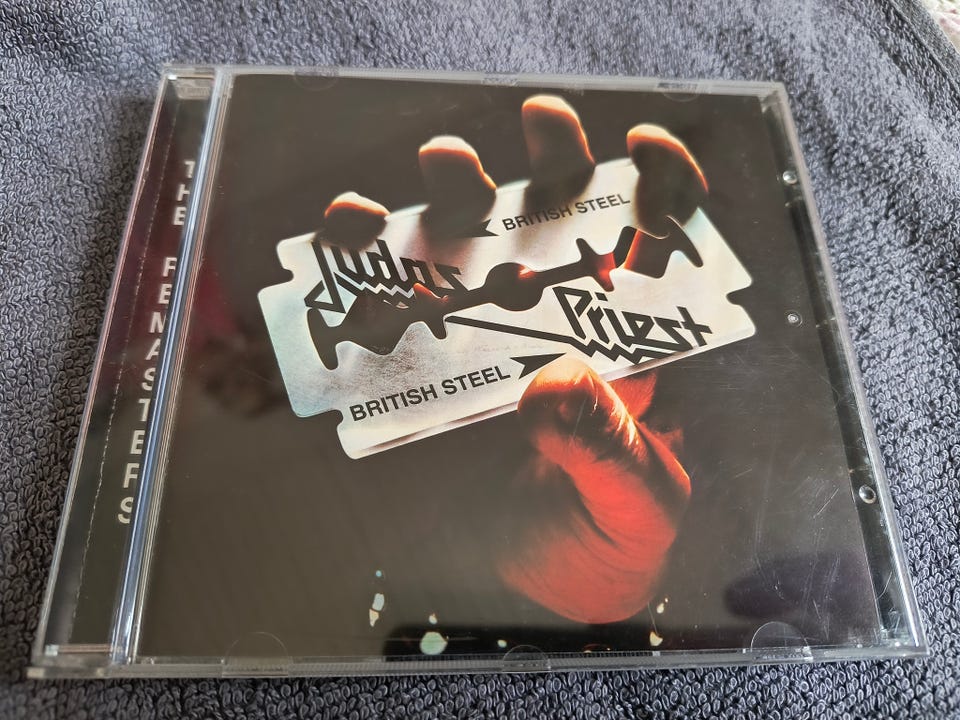 THE REMASTERS
BRITISH STEEL
Judas
Priest
BRITISH STEEL